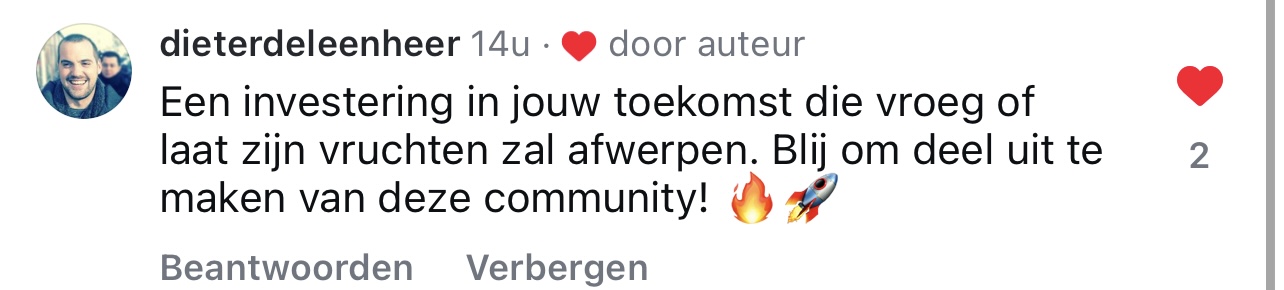 dieterdeleenheer 14u · ❤️ door auteur
Een investering in jouw toekomst die vroeg of
laat zijn vruchten zal afwerpen. Blij om deel uit te
maken van deze community! 🔥🚀
2
Beantwoorden Verbergen